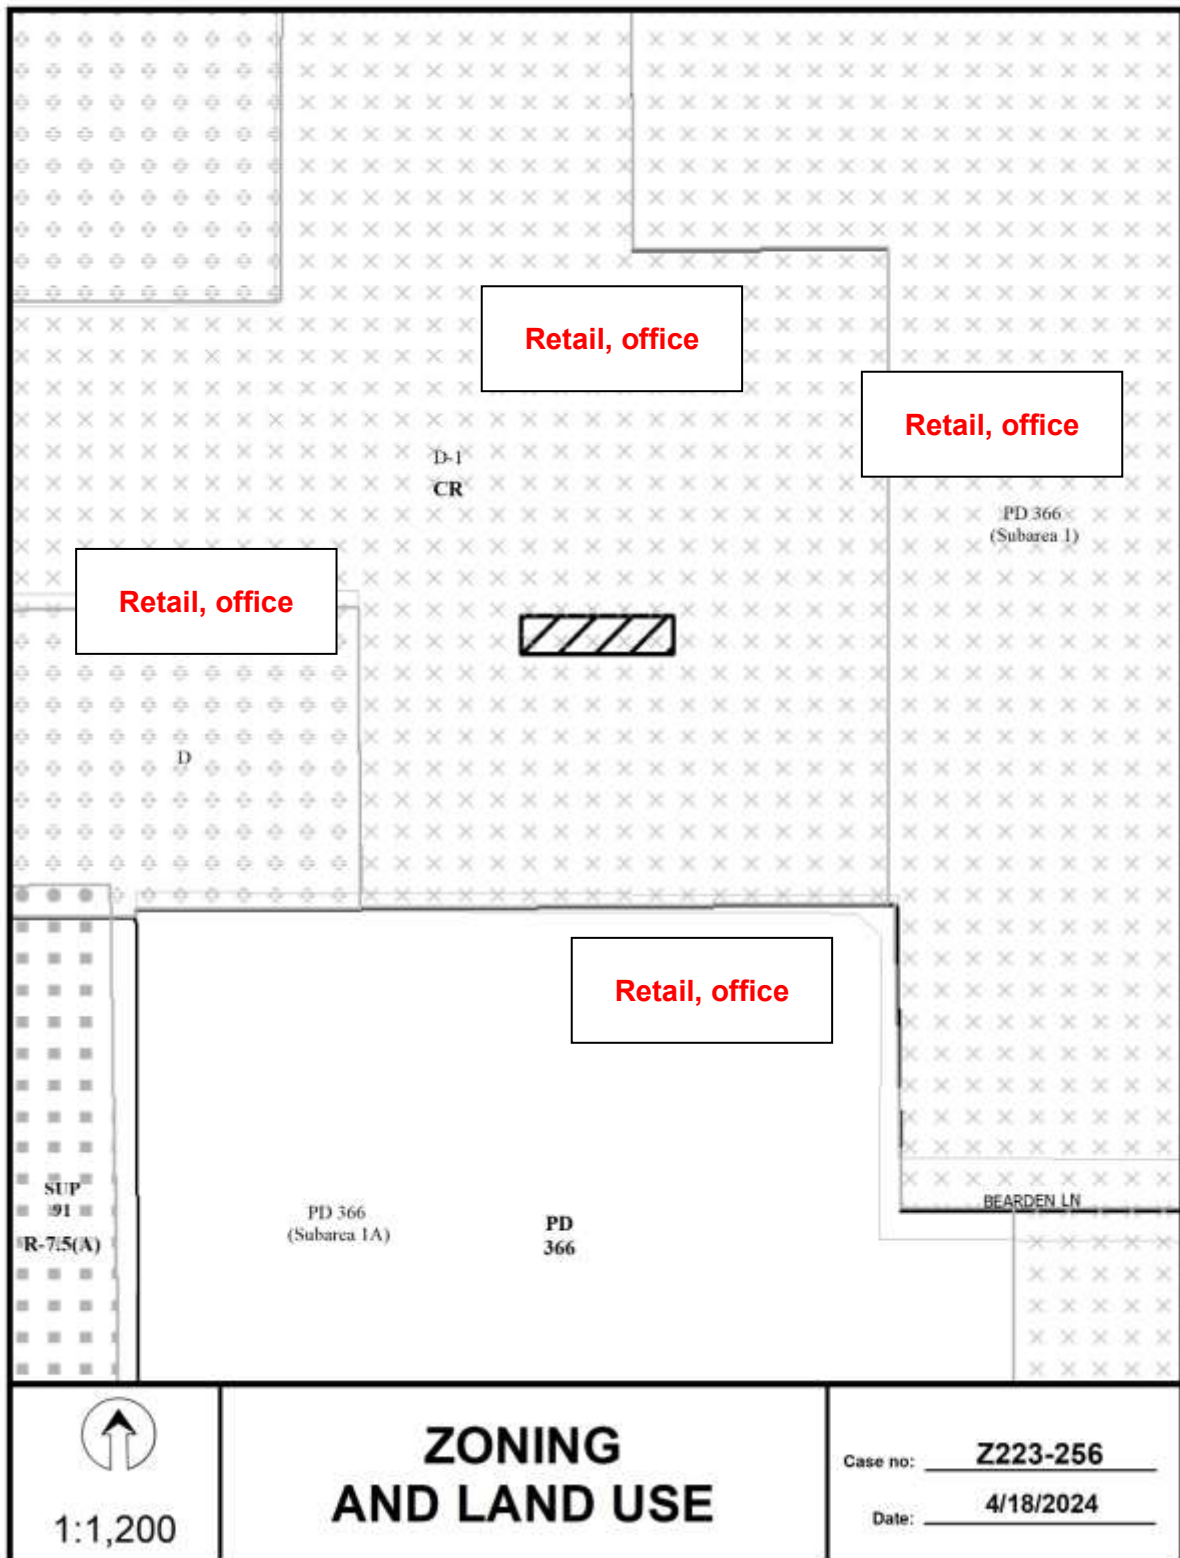 Retail, office
Retail, office
D-1
CR
PD 366
(Subarea 1)
Retail, office
D
Retail, office
SUP
91
R-7.5(A)
PD 366
(Subarea 1A)
PD
366
BEARDEN LN
1:1,200
ZONING
AND LAND USE
Case no: Z223-256
Date: 4/18/2024